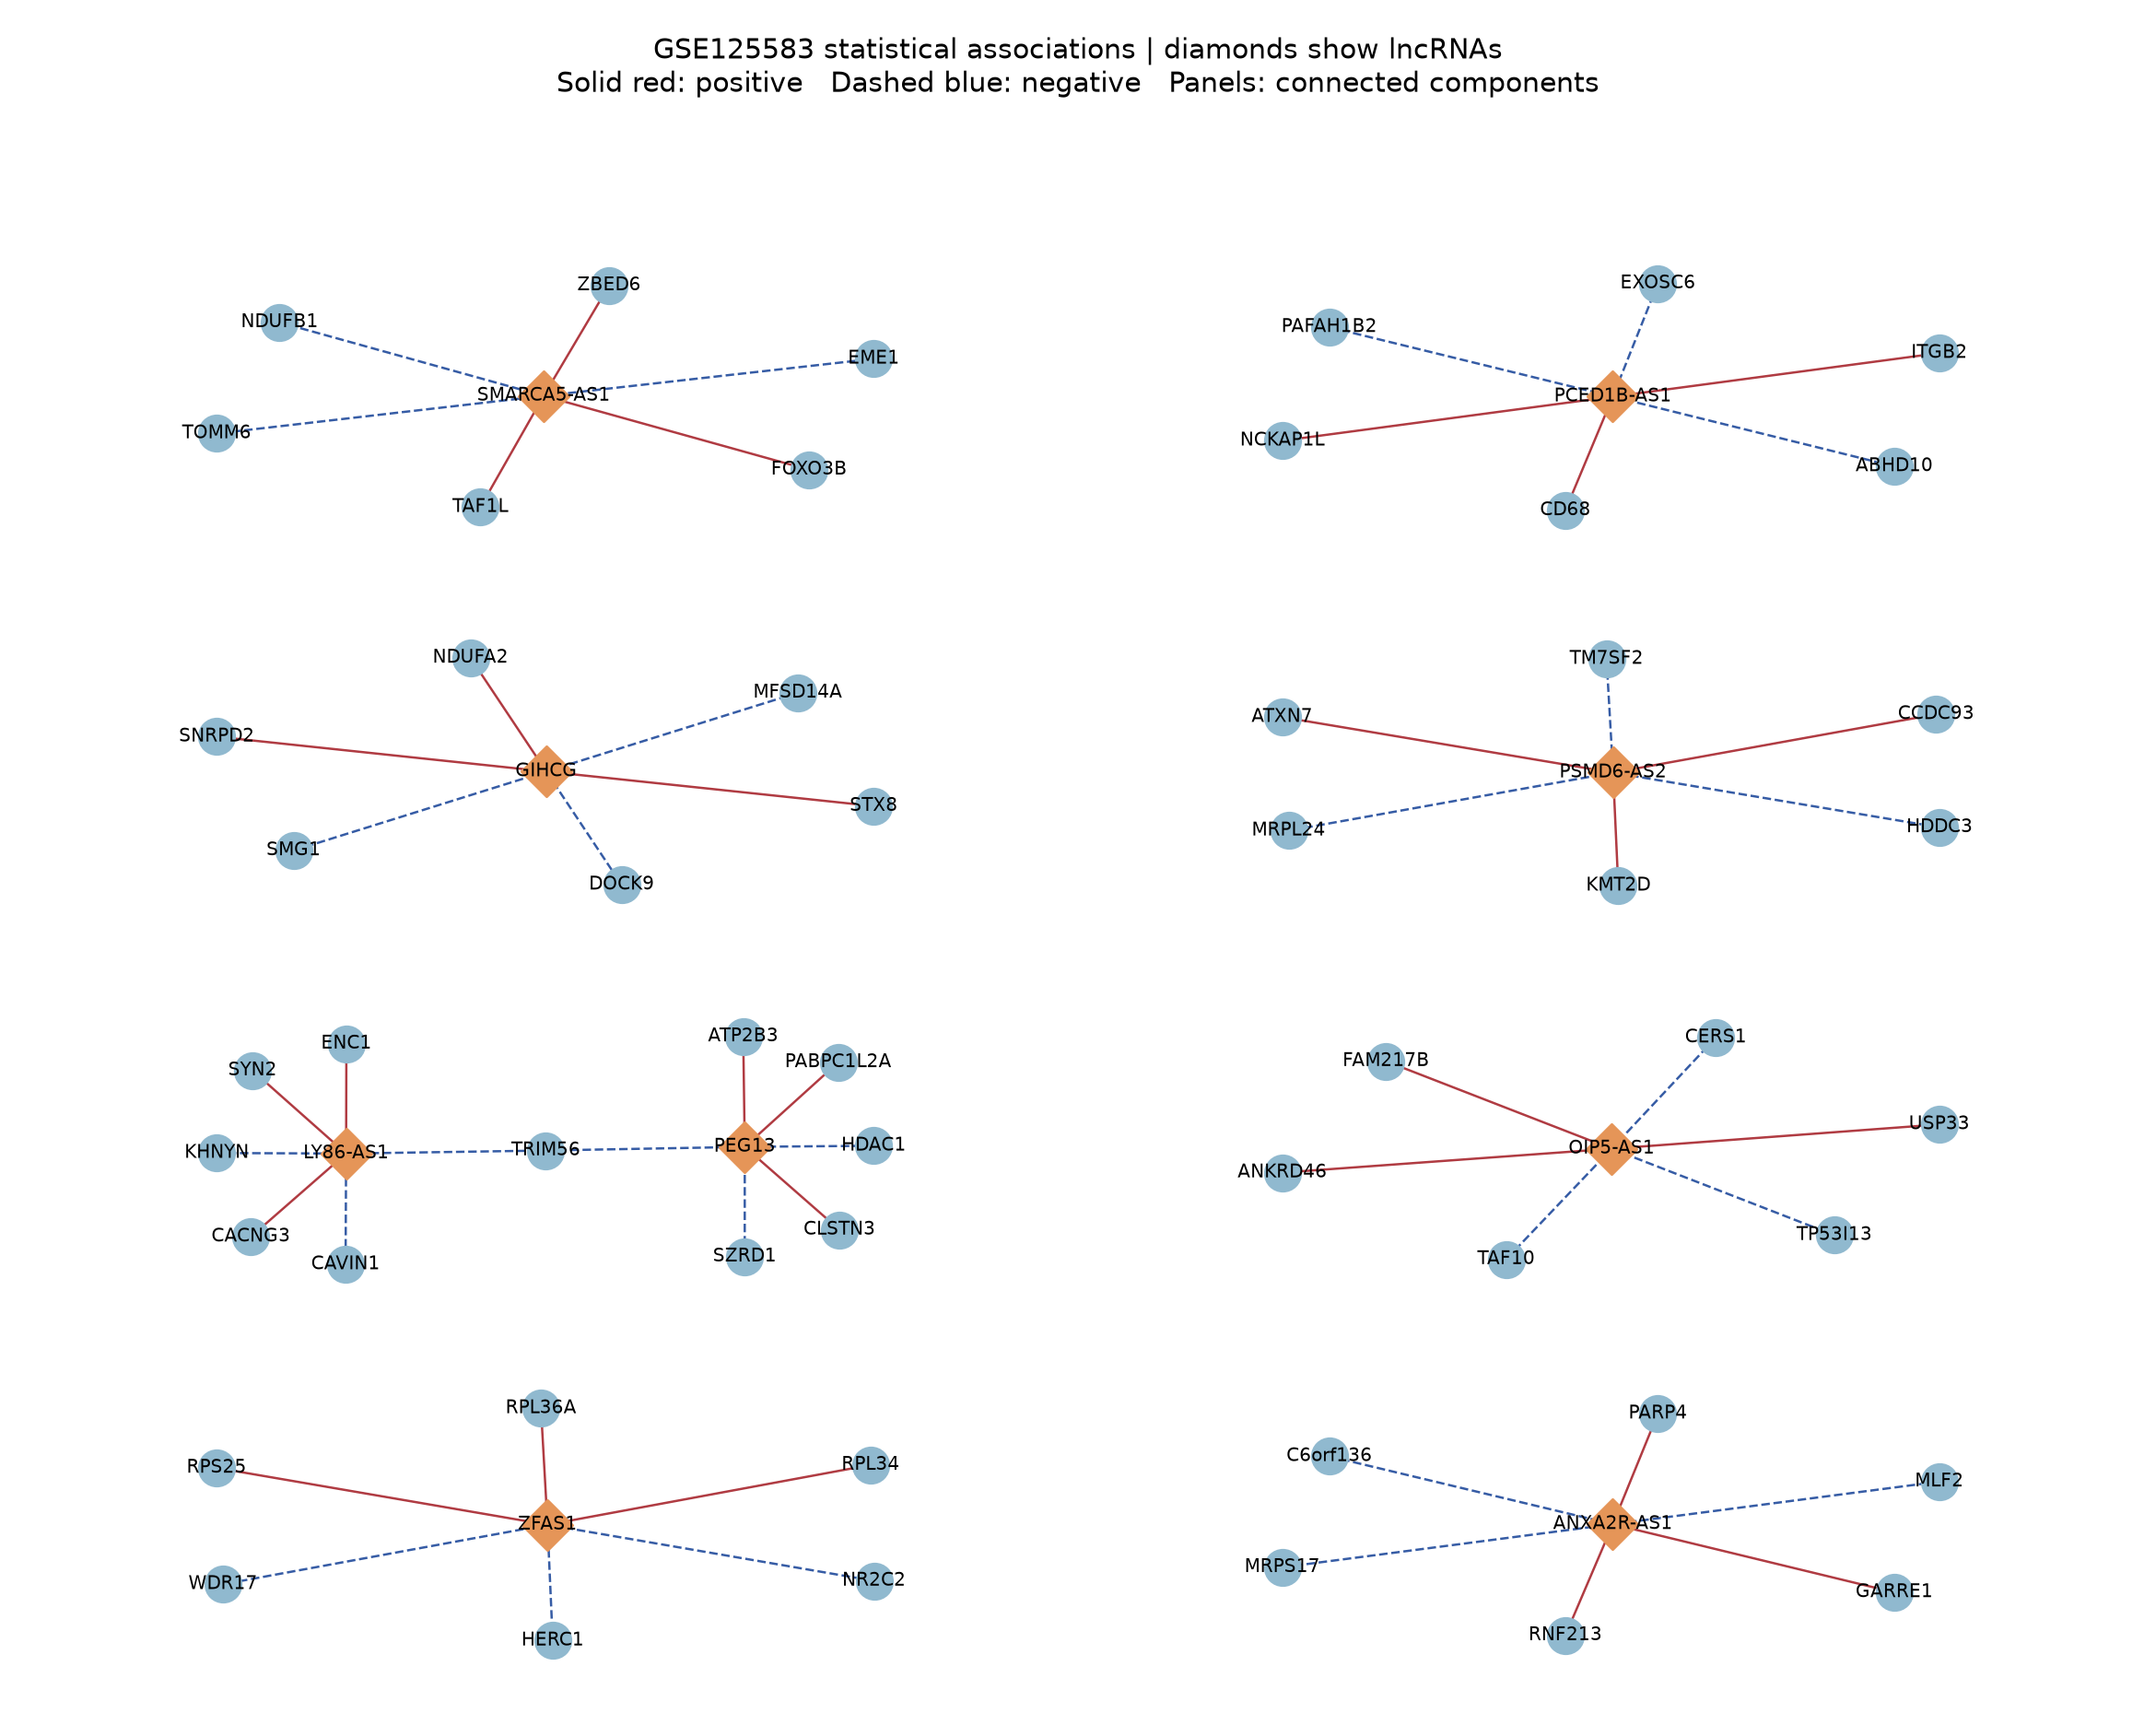 GSE125583 statistical associations | diamonds show lncRNAs
Solid red: positive   Dashed blue: negative   Panels: connected components
ZBED6
NDUFB1
EME1
SMARCA5-AS1
TOMM6
FOXO3B
TAF1L
EXOSC6
PAFAH1B2
ITGB2
PCED1B-AS1
NCKAP1L
ABHD10
CD68
NDUFA2
MFSD14A
SNRPD2
GIHCG
STX8
SMG1
DOCK9
TM7SF2
ATXN7
CCDC93
PSMD6-AS2
MRPL24
HDDC3
KMT2D
ATP2B3
ENC1
PABPC1L2A
SYN2
HDAC1
PEG13
TRIM56
KHNYN
LY86-AS1
CLSTN3
CACNG3
SZRD1
CAVIN1
CERS1
FAM217B
USP33
OIP5-AS1
ANKRD46
TP53I13
TAF10
RPL36A
RPS25
RPL34
ZFAS1
WDR17
NR2C2
HERC1
PARP4
C6orf136
MLF2
ANXA2R-AS1
MRPS17
GARRE1
RNF213